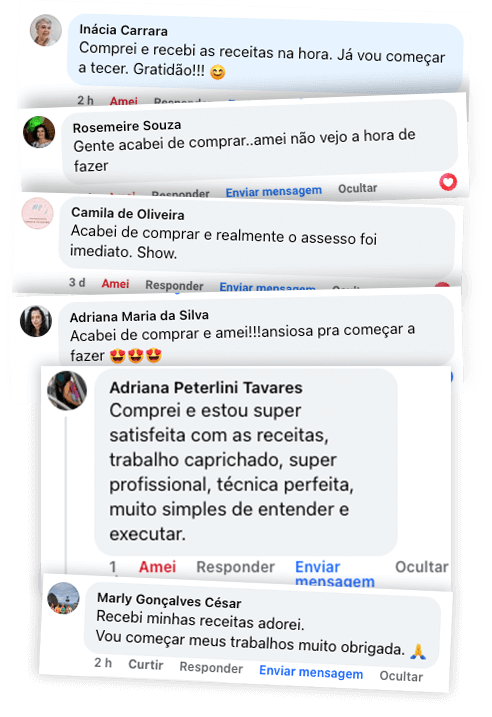 Inácia Carrara
Comprei e recebi as receitas na hora. Já vou começar
a tecer. Gratidão!!! 😊
2 h Amei Responder
Rosemeire Souza
Gente acabei de comprar..amei não vejo a hora de
fazer
Responder Enviar mensagem Ocultar
Camila de Oliveira
Acabei de comprar e realmente o assesso foi
imediato. Show.
3 d Amei Responder Enviar mensagem
Adriana Maria da Silva
Acabei de comprar e amei!!!ansiosa pra começar a
fazer 😍😍😍
Adriana Peterlini Tavares
Comprei e estou super
satisfeita com as receitas,
trabalho caprichado, super
profissional, técnica perfeita,
muito simples de entender e
executar.
1 Amei Responder Enviar Ocultar
mensagem
Marly Gonçalves César
Recebi minhas receitas adorei.
Vou começar meus trabalhos muito obrigada. 🙏
2 h Curtir Responder Enviar mensagem Ocultar